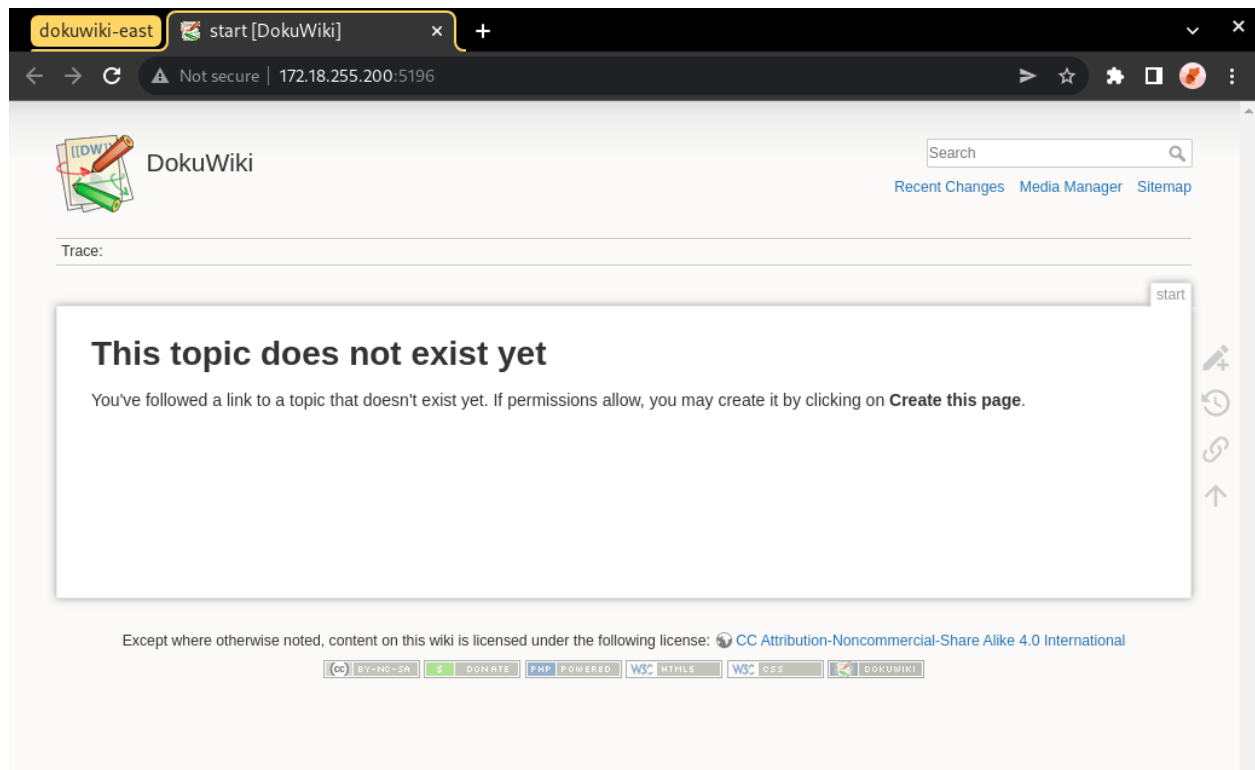 dokuwiki-east
start [DokuWiki]
Not secure | 172.18.255.200:5196
[[DW]]
DokuWiki
Search
Recent Changes Media Manager Sitemap
Trace:
start
This topic does not exist yet
You've followed a link to a topic that doesn't exist yet. If permissions allow, you may create it by clicking on Create this page.
Except where otherwise noted, content on this wiki is licensed under the following license: CC Attribution-Noncommercial-Share Alike 4.0 International
(cc) BY-NC-SA $ DONATE PHP POWERED W3C HTML5 W3C CSS DOKUWIKI